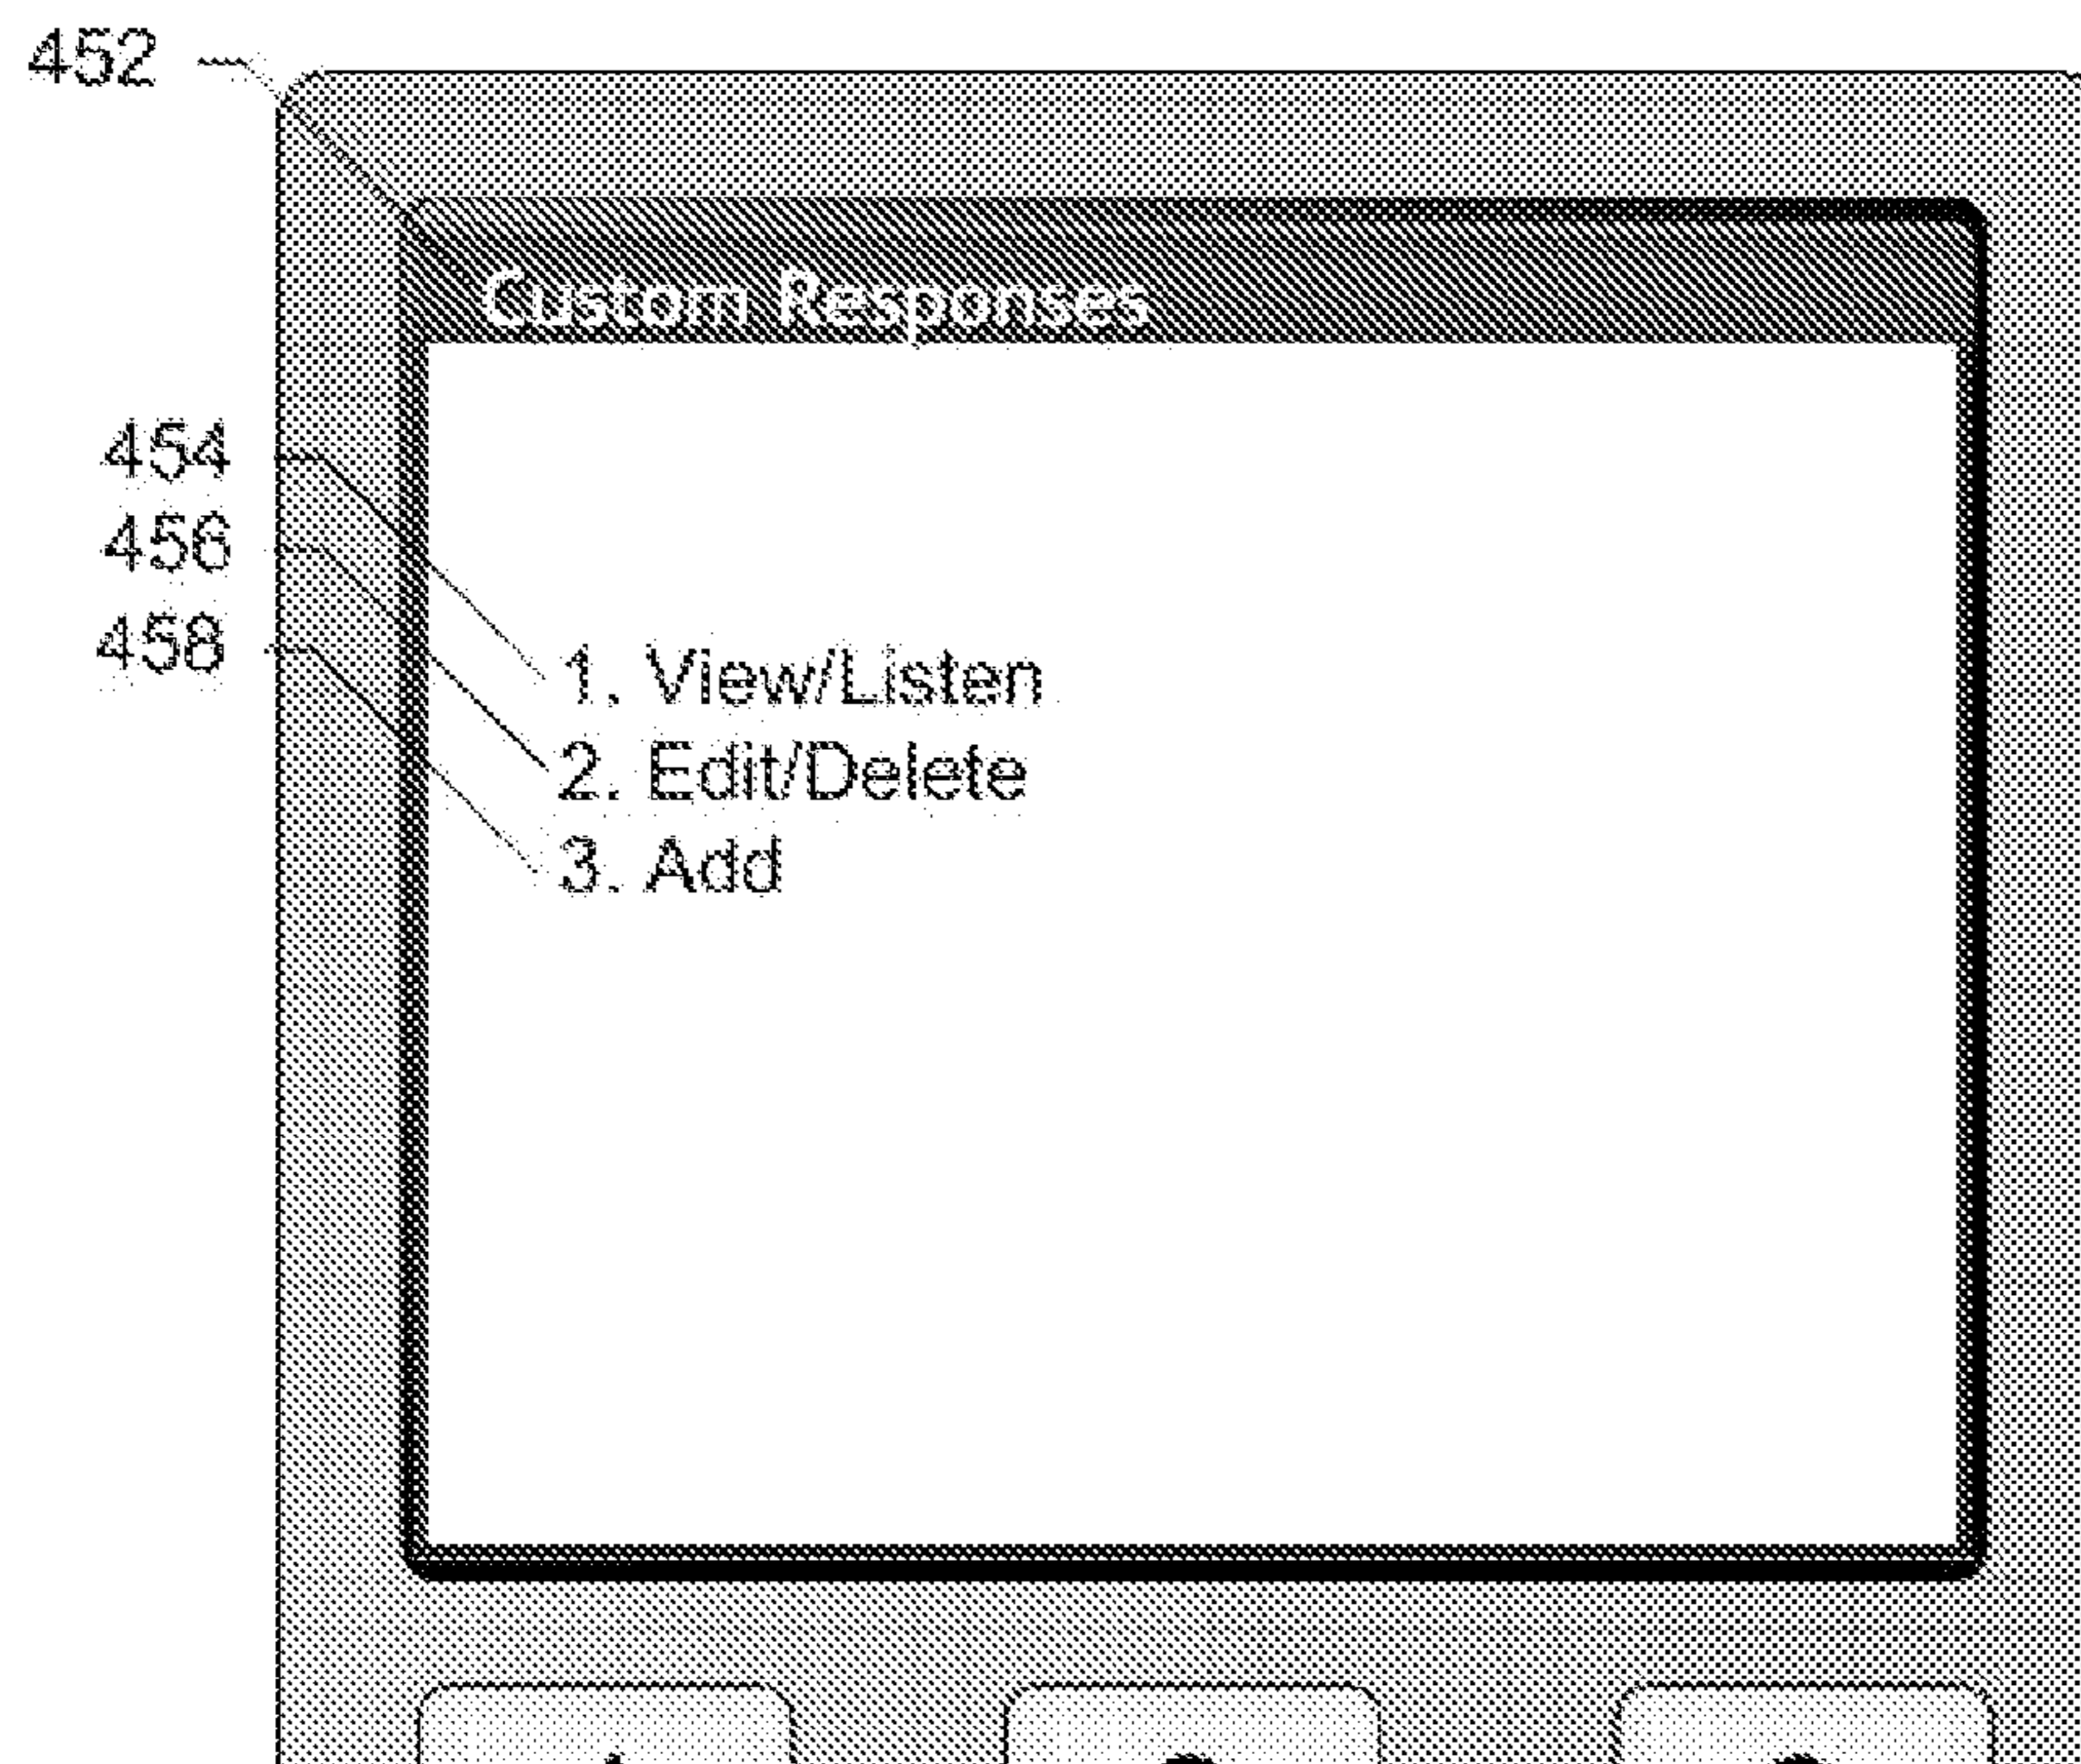 452
Custom Responses
454
456
458
1. View/Listen
2. Edit/Delete
3. Add